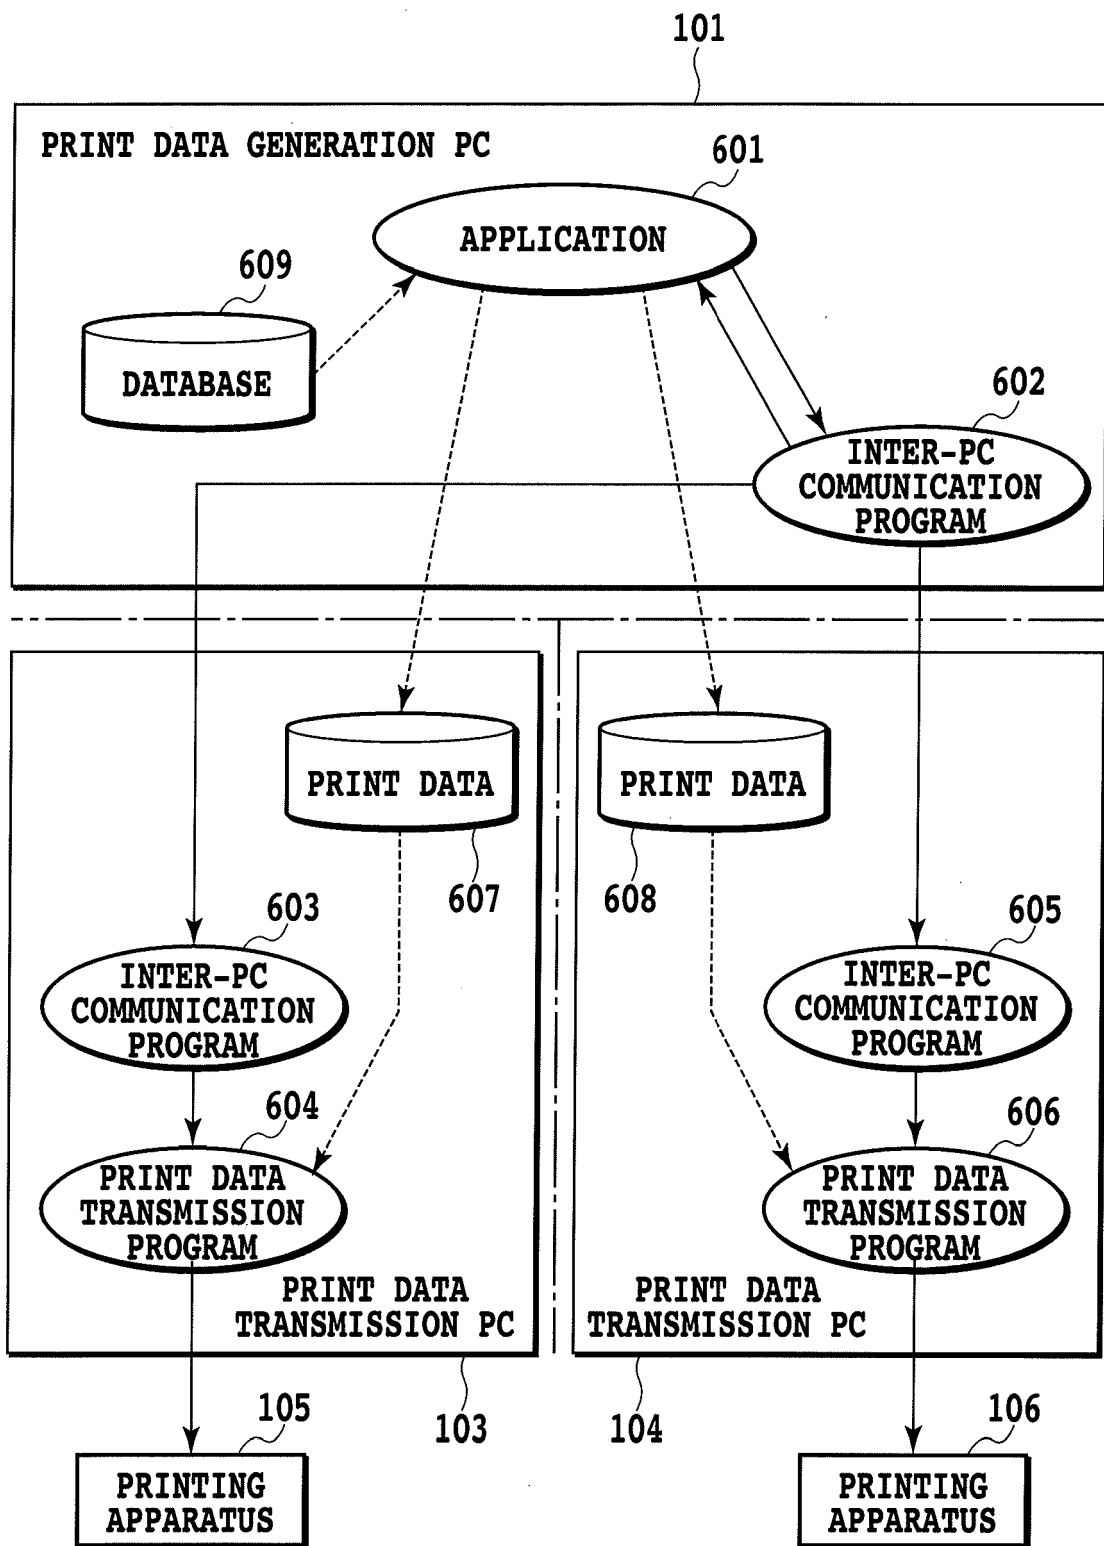 101
PRINT DATA GENERATION PC
601
APPLICATION
609
DATABASE
602
INTER-PC
COMMUNICATION
PROGRAM
PRINT DATA
607
PRINT DATA
608
603
INTER-PC
COMMUNICATION
PROGRAM
605
INTER-PC
COMMUNICATION
PROGRAM
604
PRINT DATA
TRANSMISSION
PROGRAM
606
PRINT DATA
TRANSMISSION
PROGRAM
PRINT DATA
TRANSMISSION PC
PRINT DATA
TRANSMISSION PC
103
104
105
PRINTING
APPARATUS
106
PRINTING
APPARATUS